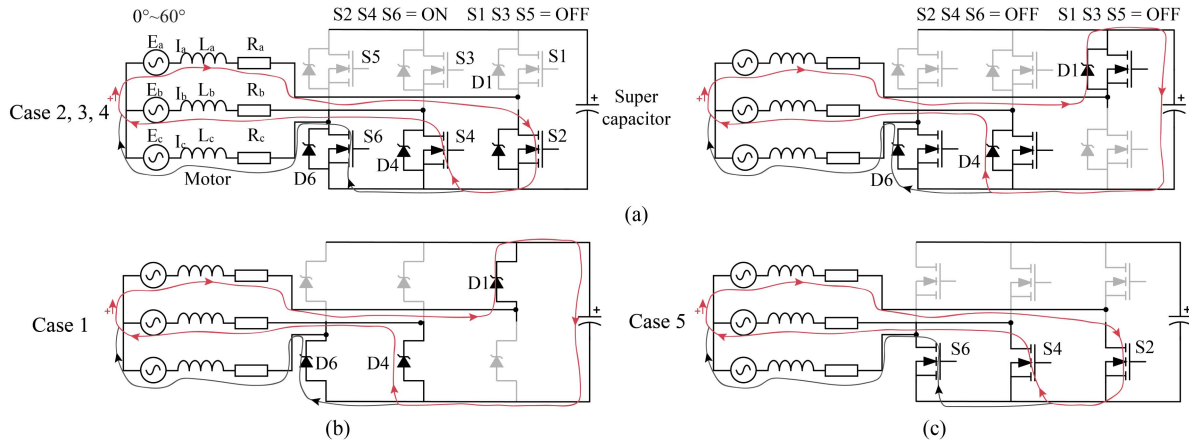 0°~60° S2 S4 S6 = ON S1 S3 S5 = OFF
S2 S4 S6 = OFF S1 S3 S5 = OFF
Ea Ia La Ra
S5 S3 S1
D1
D1
Case 2, 3, 4
Eb Ib Lb Rb
+
+
Super
capacitor
+
+
Ec Ic Lc Rc
S6 S4 S2
D4
D4
Motor
D6
D6
(a)
Case 1
D1
+
+
D6 D4
Case 5
+
+
S6 S4 S2
(b)
(c)